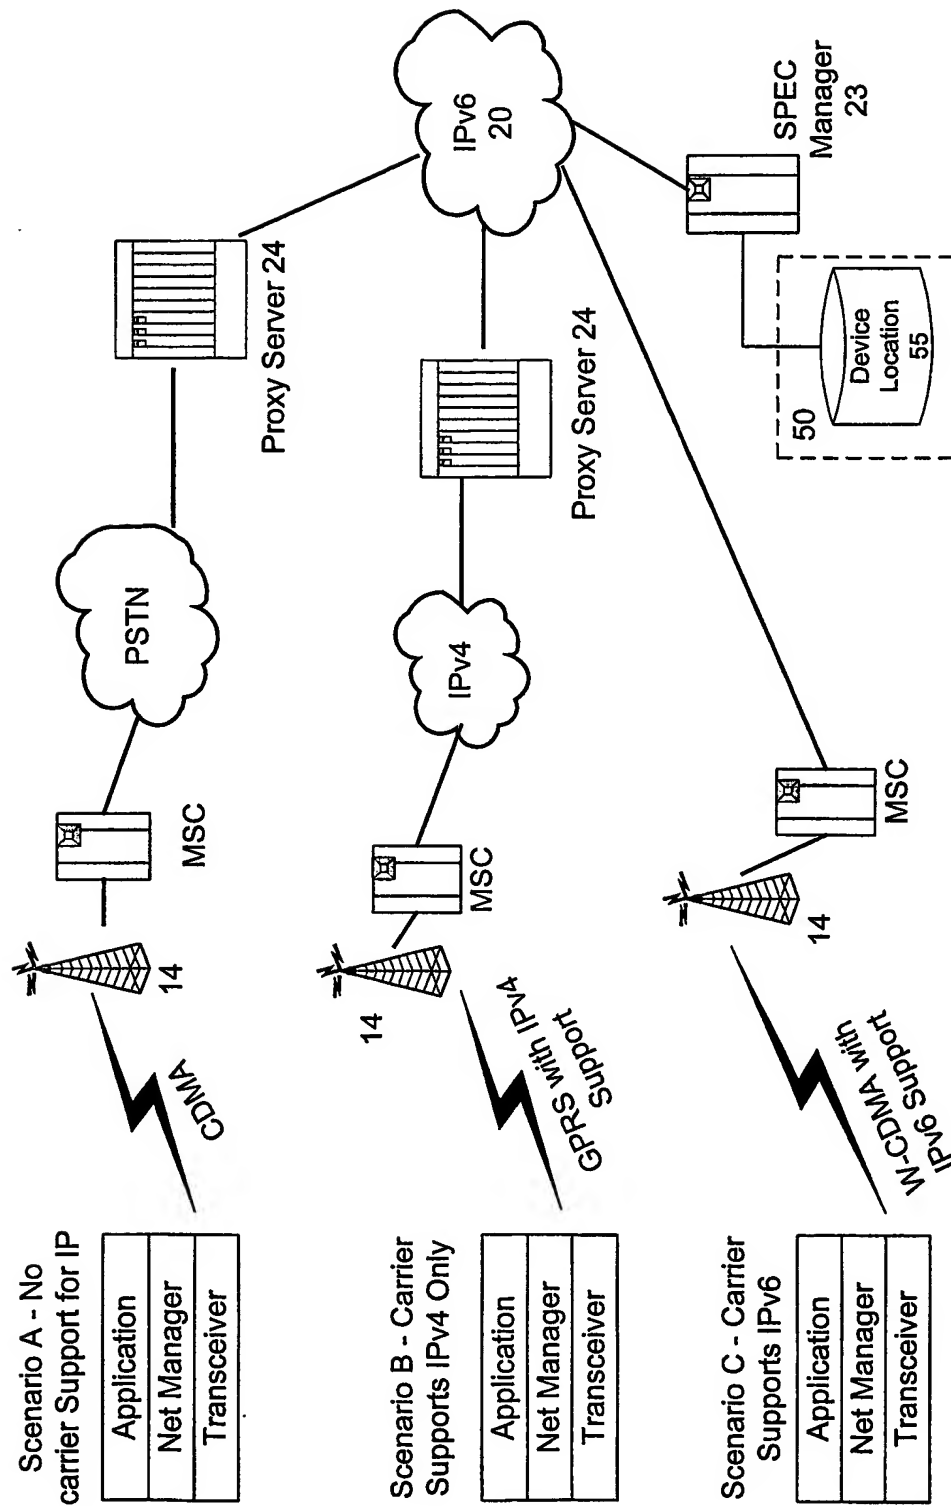 Scenario A - No
carrier Support for IP
Application
Net Manager
Transceiver
CDMA
14
MSC
PSTN
Proxy Server 24
Scenario B - Carrier
Supports IPv4 Only
Application
Net Manager
Transceiver
GPRS with IPv4
Support
14
MSC
IPv4
Proxy Server 24
IPv6
20
Scenario C - Carrier
Supports IPv6
Application
Net Manager
Transceiver
W-CDMA with
IPv6 Support
14
MSC
SPEC
Manager
23
50
Device
Location
55